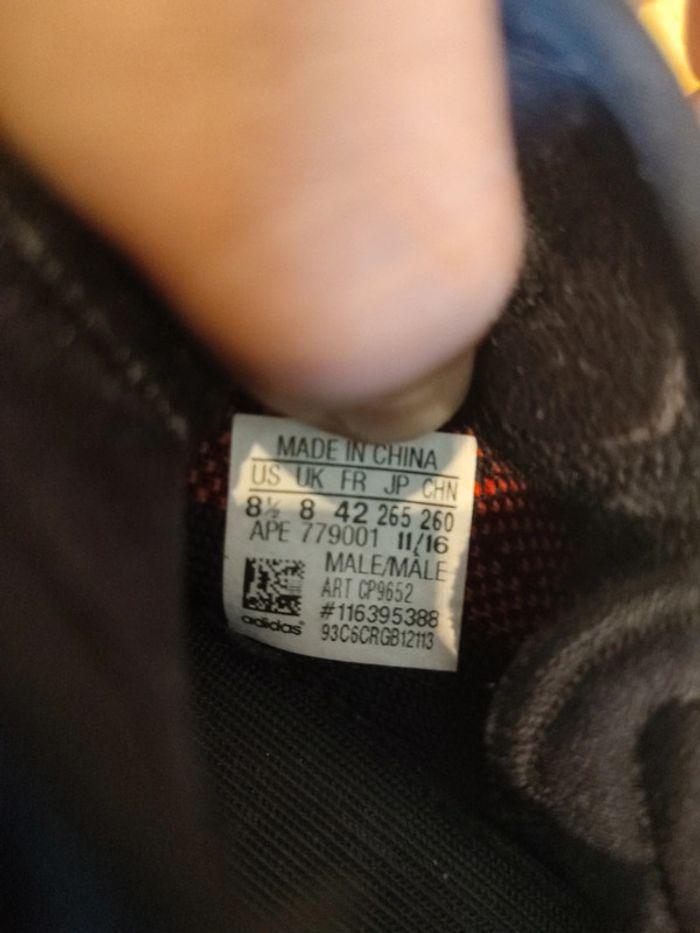 MADE IN CHINA
US UK FR JP CHN
8½ 8 42 265 260
APE 779001 11/16
MALE/MALE
ART CP9652
#116395388
adidas 93C6CRGB12113